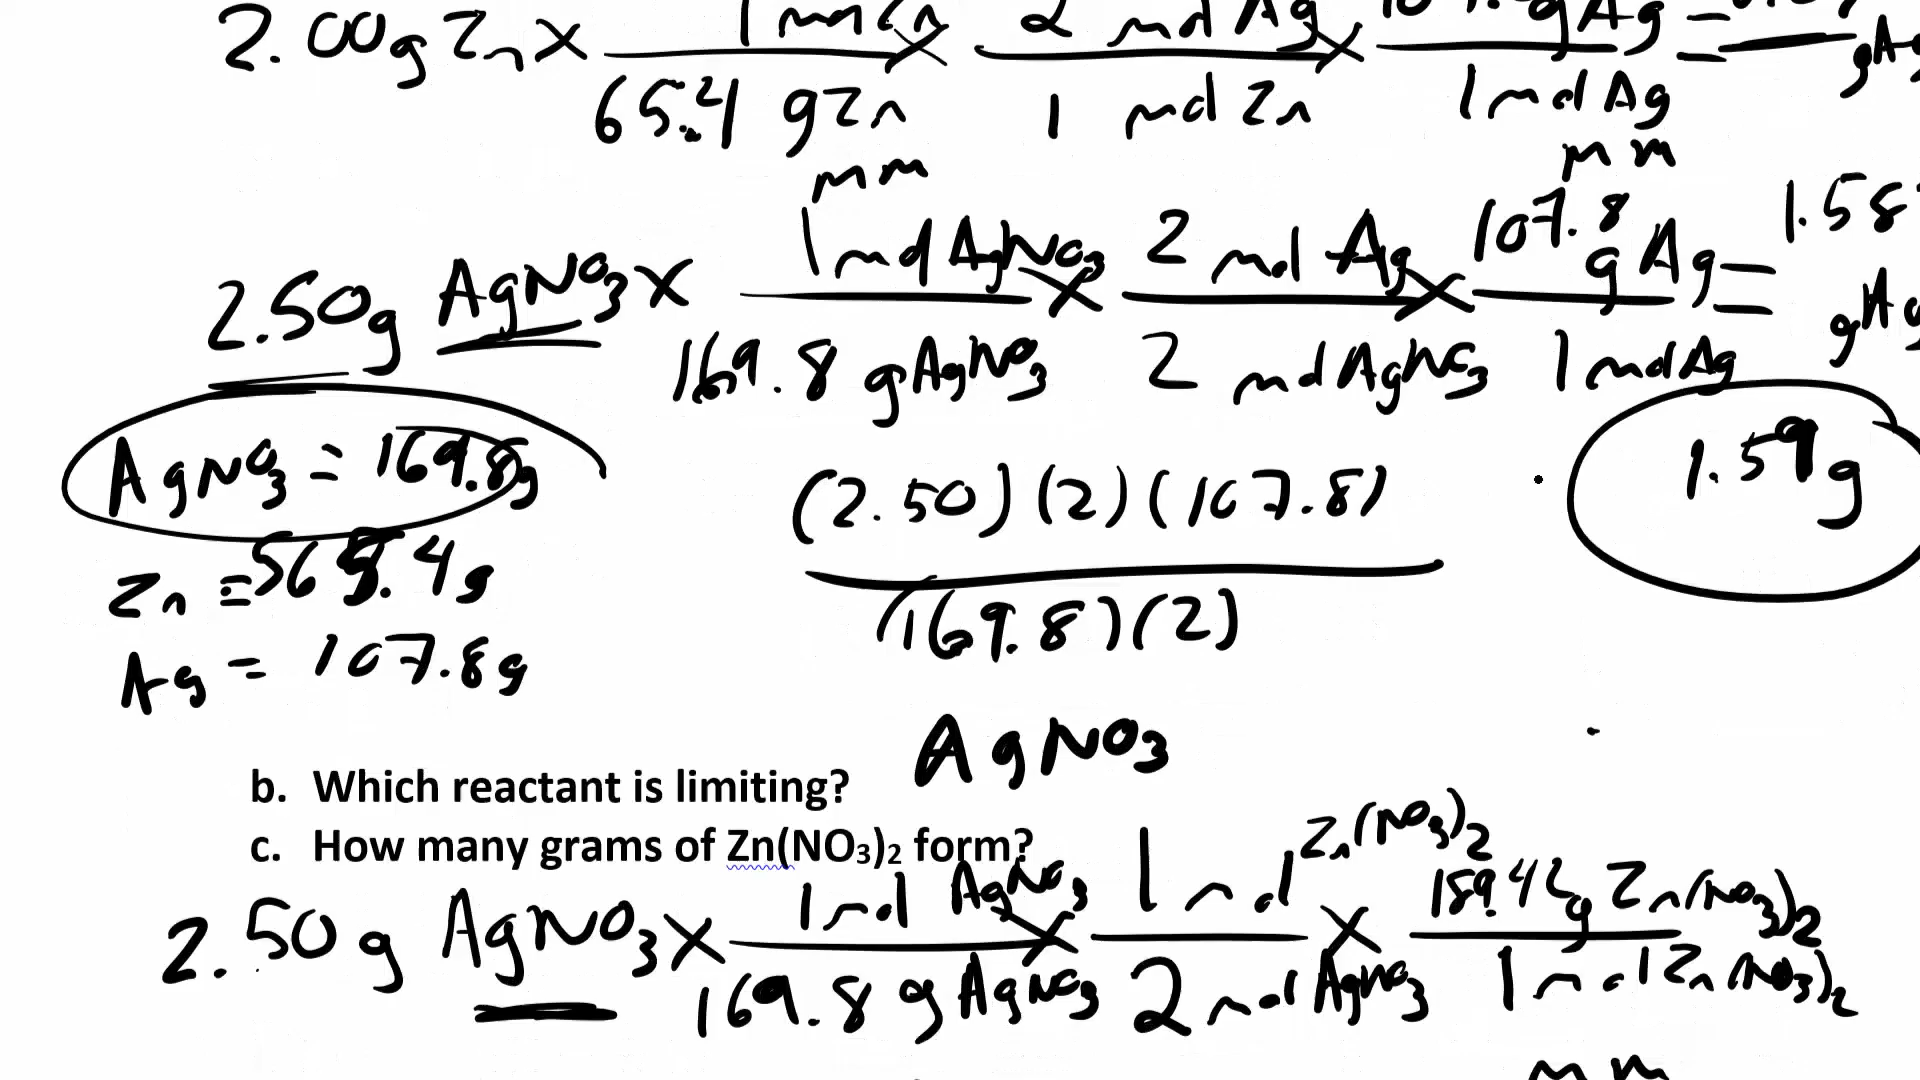 2.00g Zn x 1 mol Zn x 2 mol Ag x g Ag =
65.4 g Zn 1 mol Zn 1 mol Ag
mm mm
2.50g AgNO3 x 1 mol AgNO3 x 2 mol Ag x 107.8 g Ag = 1.58
169.8 g AgNO3 2 mol AgNO3 1 mol Ag
AgNO3 = 169.8g (2.50)(2)(107.8) 1.59g
Zn = 65.4g (169.8)(2)
Ag = 107.8g
b. Which reactant is limiting? AgNO3
c. How many grams of Zn(NO3)2 form?
2.50 g AgNO3 x 1 mol AgNO3 x 1 mol Zn(NO3)2 x 189.42g Zn(NO3)2
169.8 g AgNO3 2 mol AgNO3 1 mol Zn(NO3)2